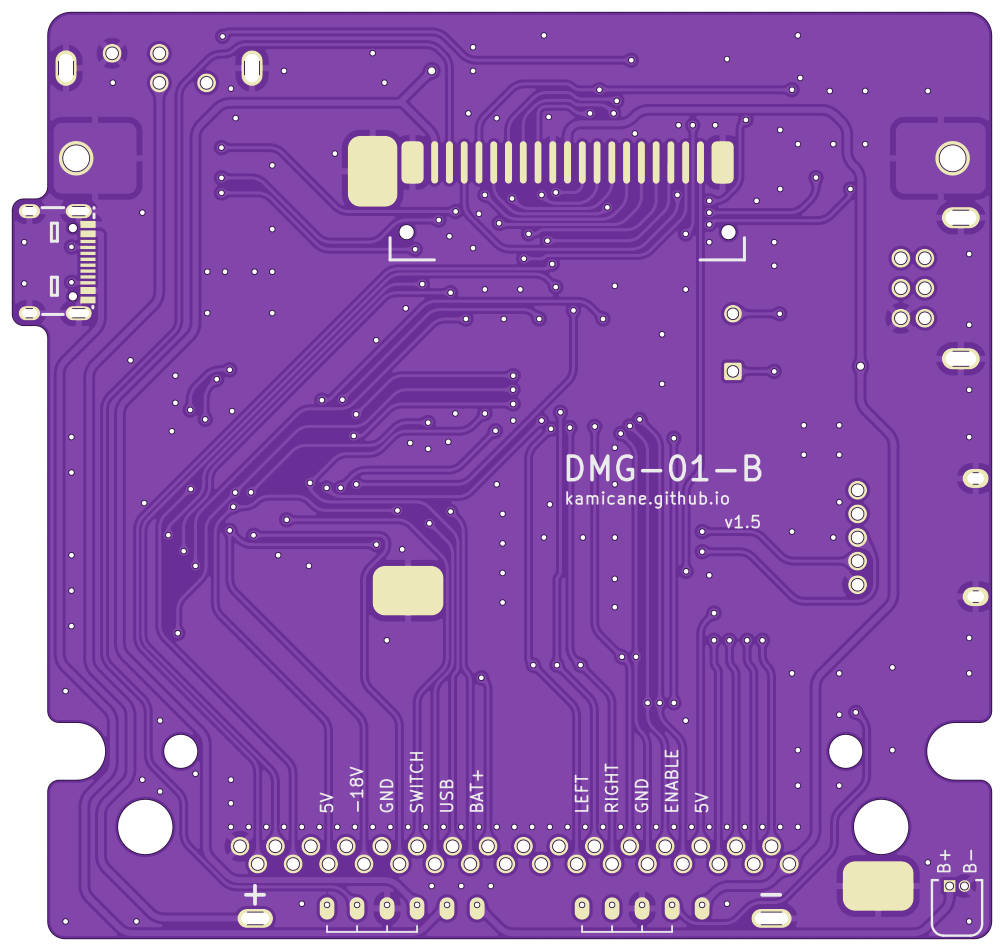 DMG-01-B
kamicane.github.io
v1.5
5V
-18V
GND
SWITCH
USB
BAT+
LEFT
RIGHT
GND
ENABLE
5V
B+
B-
+
-